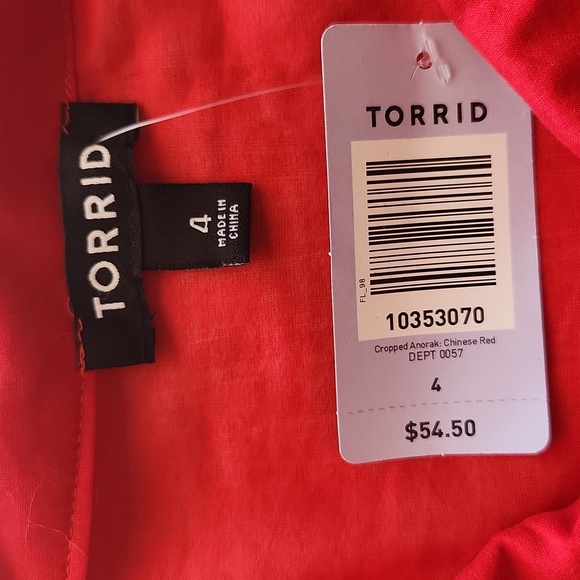 TORRID
4
MADE IN
CHINA
TORRID
FL_98
10353070
Cropped Anorak: Chinese Red
DEPT 0057
4
$54.50